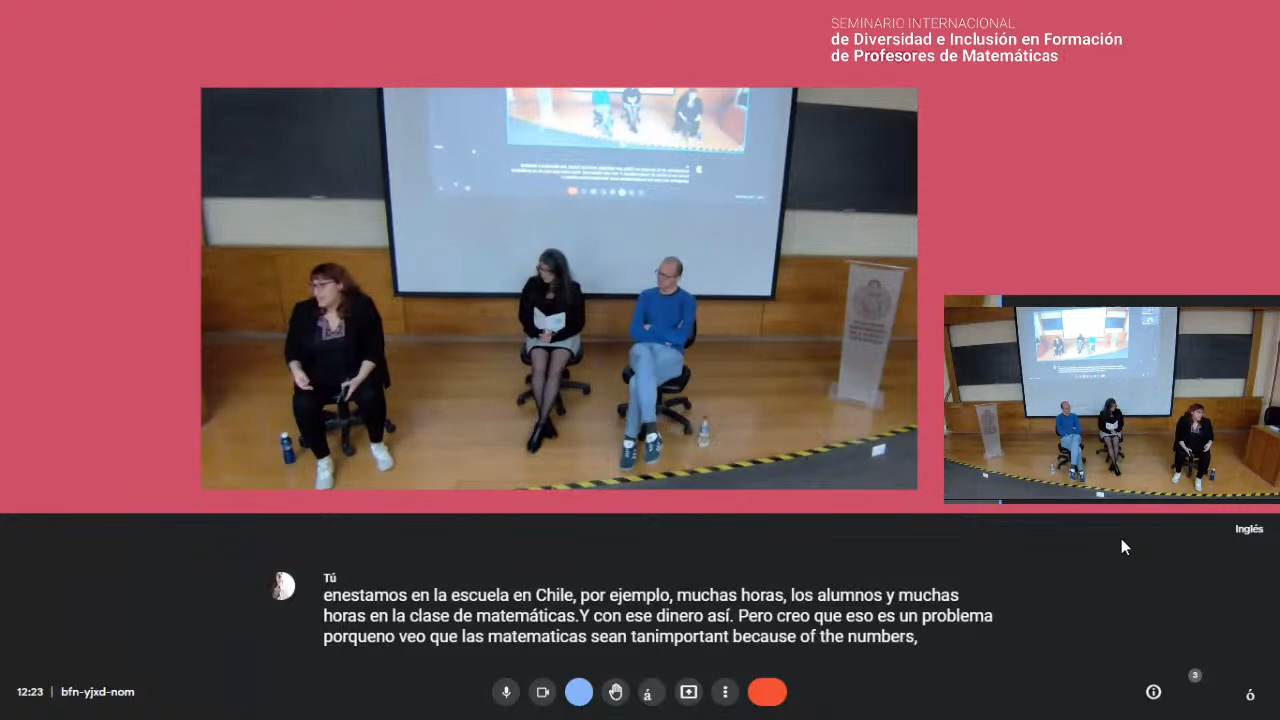 SEMINARIO INTERNACIONAL
de Diversidad e Inclusión en Formación
de Profesores de Matemáticas
Inglés
Tú
enestamos en la escuela en Chile, por ejemplo, muchas horas, los alumnos y muchas
horas en la clase de matemáticas.Y con ese dinero así. Pero creo que eso es un problema
porqueno veo que las matematicas sean tanimportant because of the numbers,
12:23 | bfn-yjxd-nom
á
3
ó